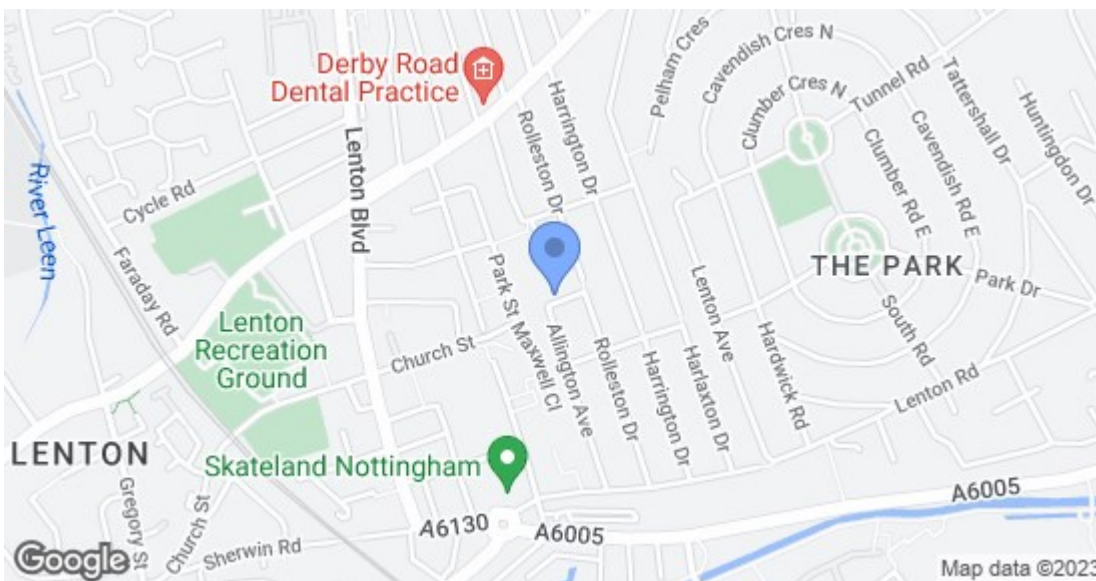 Derby Road
Dental Practice
Pelham Cres
Cavendish Cres N
Clumber Cres N
Tunnel Rd
Tattershall Dr
Huntingdon Dr
Harrington Dr
Rolleston Dr
Lenton Blvd
River Leen
Cycle Rd
Clumber Rd E
Cavendish Rd E
Faraday Rd
THE PARK
Park Dr
Park St
Maxwell Cl
Lenton Ave
South Rd
Lenton
Recreation
Ground
Church St
Allington Ave
Rolleston Dr
Harrington Dr
Harlaxton Dr
Hardwick Rd
Lenton Rd
LENTON
Skateland Nottingham
Gregory St
Church St
Sherwin Rd
A6130
A6005
A6005
Google
Map data ©2023